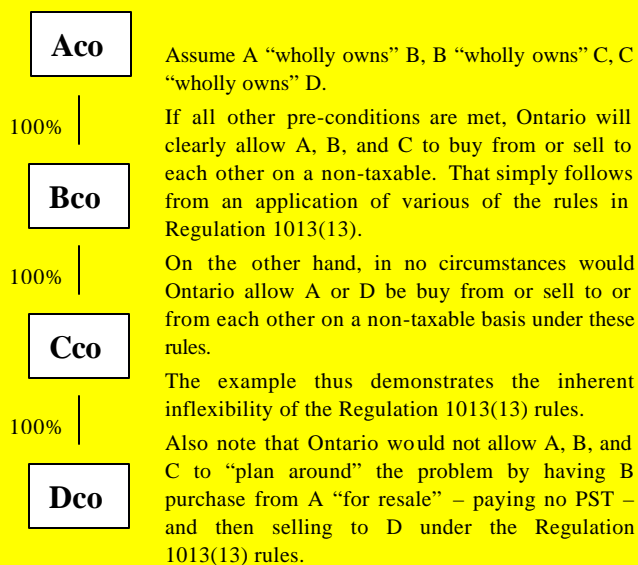 Aco
100%
Bco
100%
Cco
100%
Dco
Assume A “wholly owns” B, B “wholly owns” C, C
“wholly owns” D.
If all other pre-conditions are met, Ontario will
clearly allow A, B, and C to buy from or sell to
each other on a non-taxable. That simply follows
from an application of various of the rules in
Regulation 1013(13).
On the other hand, in no circumstances would
Ontario allow A or D be buy from or sell to or
from each other on a non-taxable basis under these
rules.
The example thus demonstrates the inherent
inflexibility of the Regulation 1013(13) rules.
Also note that Ontario would not allow A, B, and
C to “plan around” the problem by having B
purchase from A “for resale” – paying no PST –
and then selling to D under the Regulation
1013(13) rules.